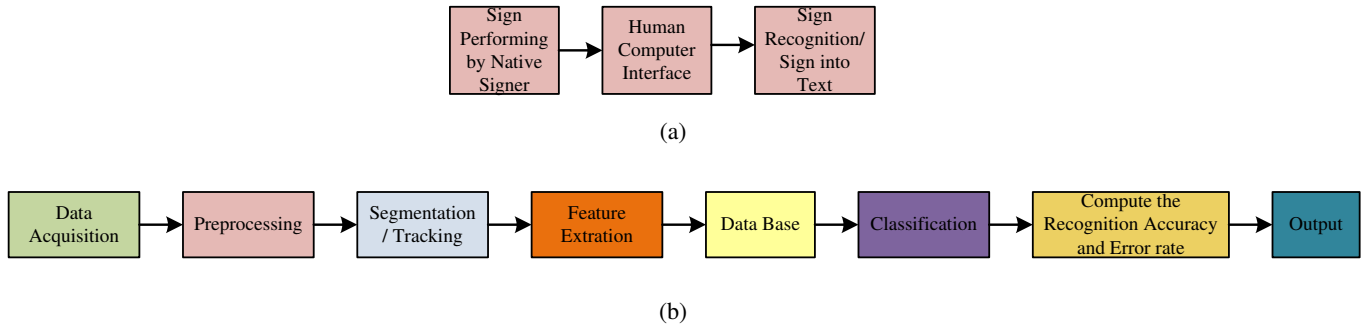 Sign
Performing
by Native
Signer
Human
Computer
Interface
Sign
Recognition/
Sign into
Text
(a)
Data
Acquisition
Preprocessing
Segmentation
/ Tracking
Feature
Extration
Data Base
Classification
Compute the
Recognition Accuracy
and Error rate
Output
(b)